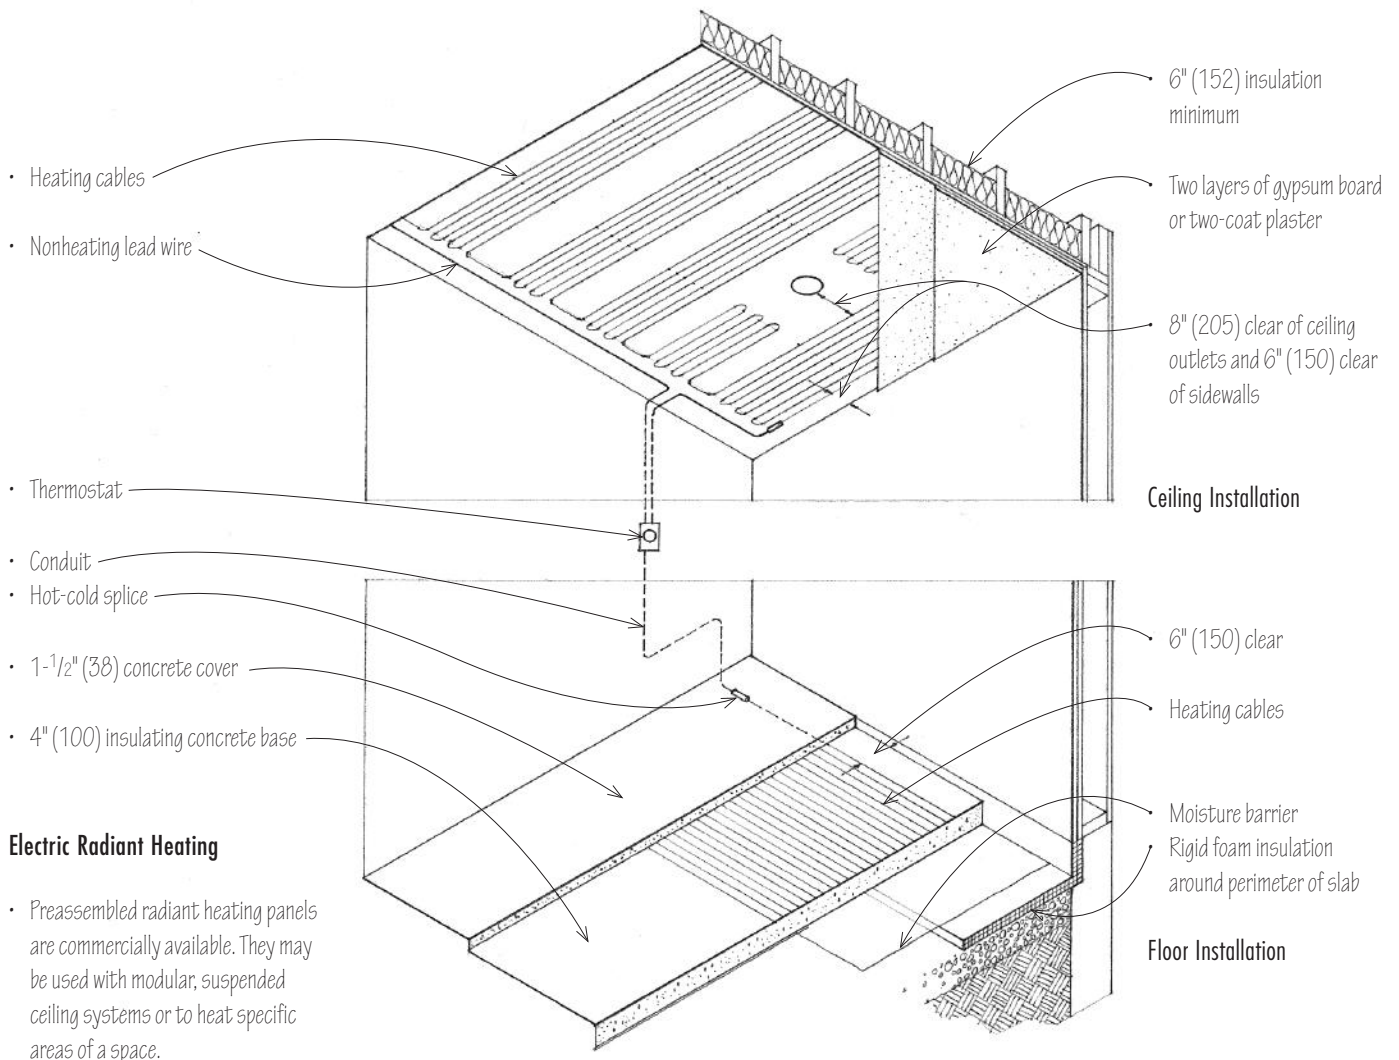 • Heating cables
• Nonheating lead wire
• Thermostat
• Conduit
• Hot-cold splice
• 1-1/2" (38) concrete cover
• 4" (100) insulating concrete base
Electric Radiant Heating
• Preassembled radiant heating panels
are commercially available. They may
be used with modular, suspended
ceiling systems or to heat specific
areas of a space.
• 6" (152) insulation
minimum
• Two layers of gypsum board
or two-coat plaster
• 8" (205) clear of ceiling
outlets and 6" (150) clear
of sidewalls
Ceiling Installation
• 6" (150) clear
• Heating cables
• Moisture barrier
• Rigid foam insulation
around perimeter of slab
Floor Installation